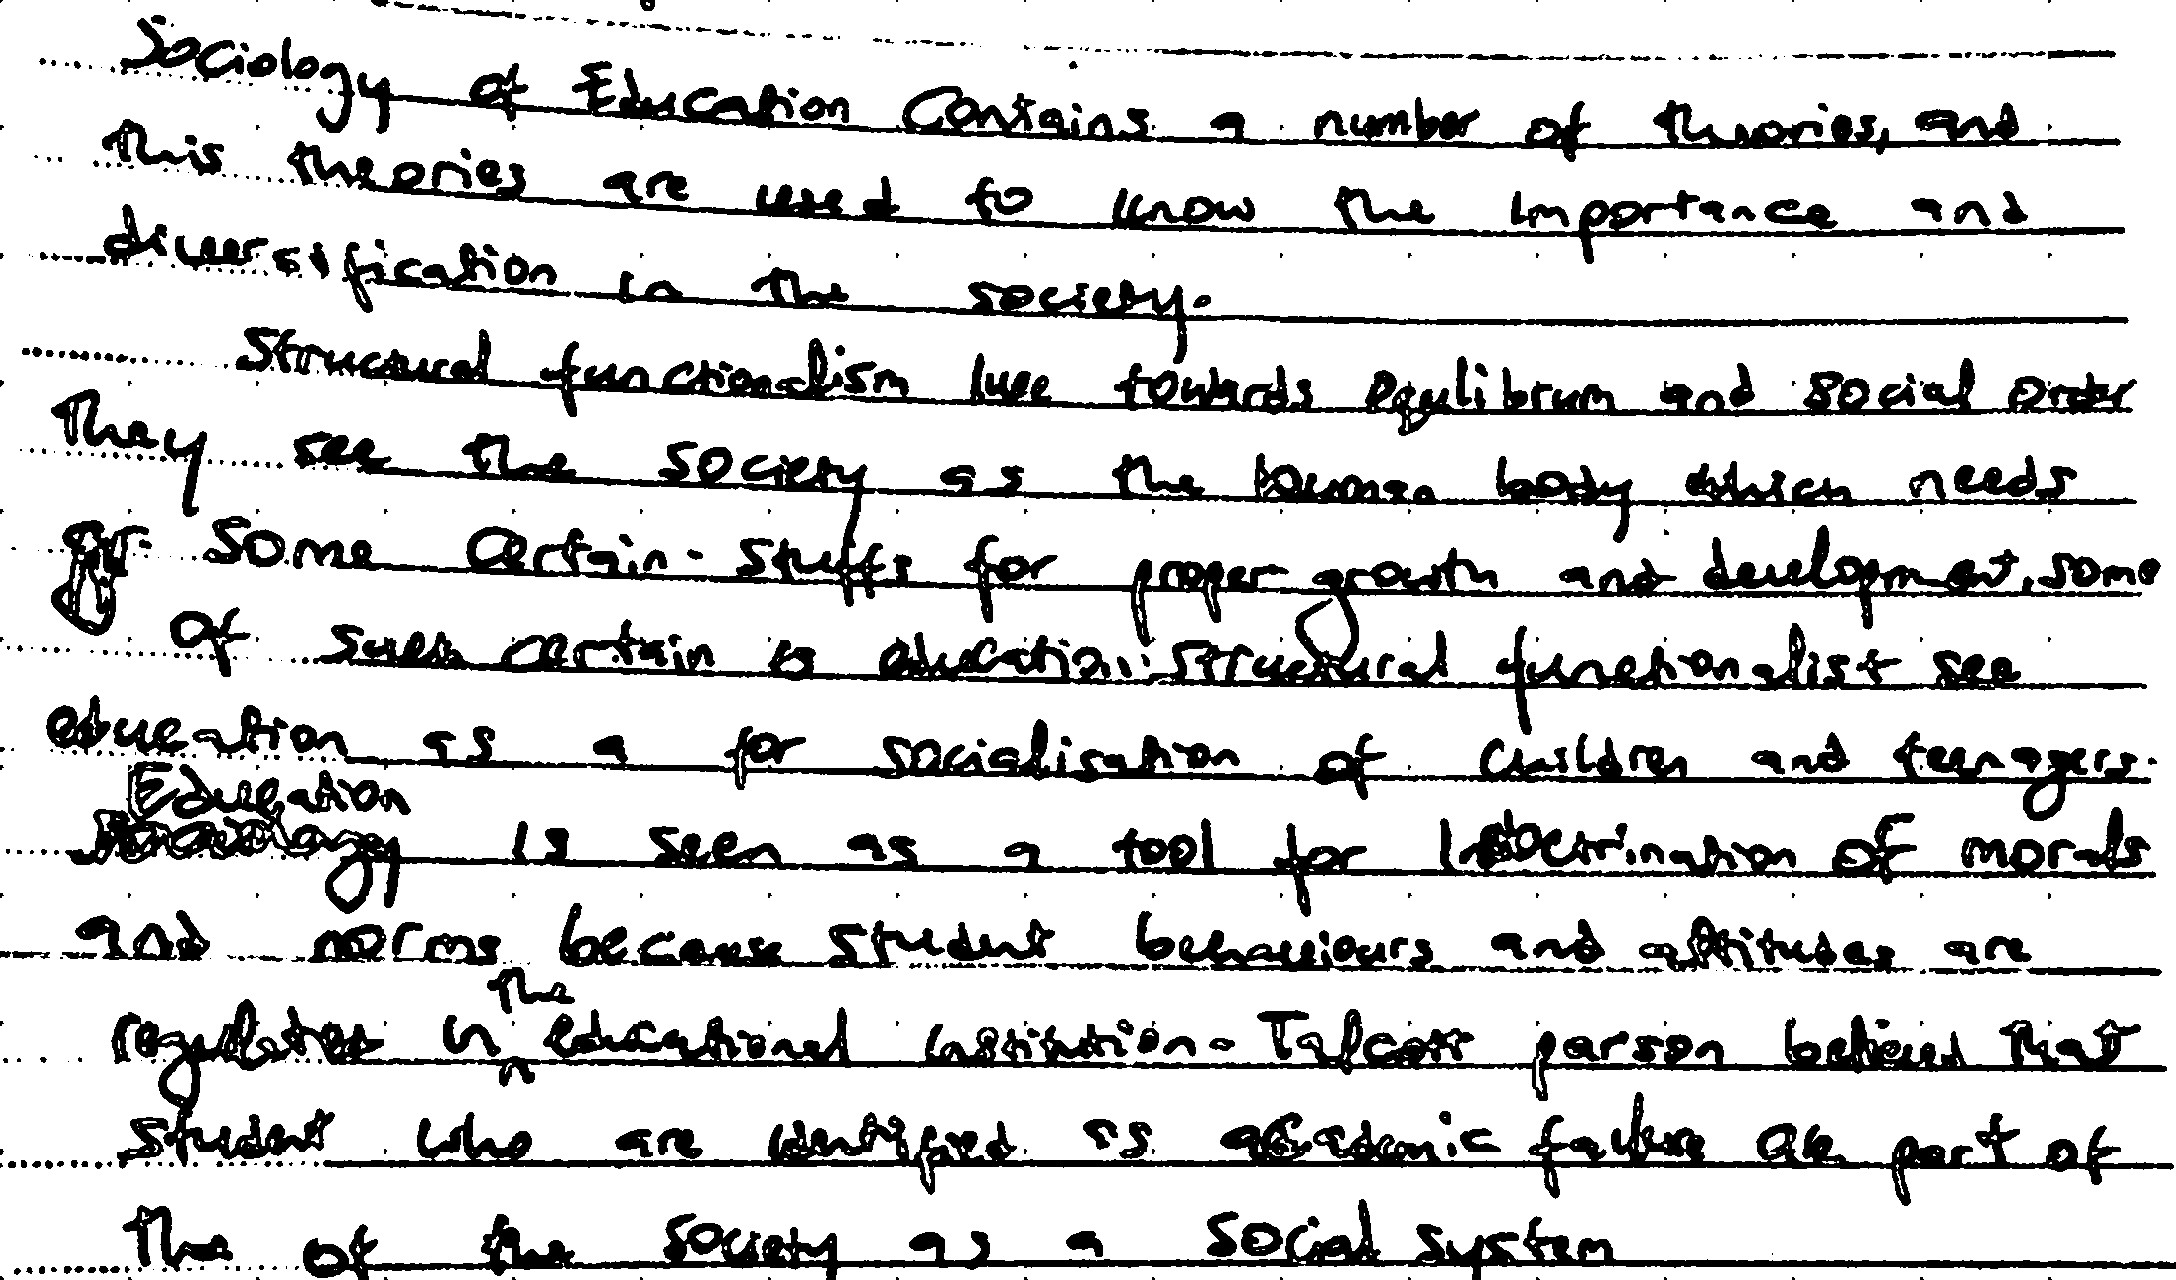 Sociology of Education Contains a number of theories, and
this theories are used to know the importance and
diversification in the society.
Structural functionalism lure towards Equlibrum and social order
They see the society as the human body which needs
some certain stuffs for proper growth and development, some
of such certain is education. Structural functionalist see
education as a for socialisation of children and teenagers.
Education is seen as a tool for indoctrination of morals
and norms because student behaviours and attitudes are
regulated in the educational institution. Talcott parson believed that
student who are identified as academic failure are part of
the of the society as a social system